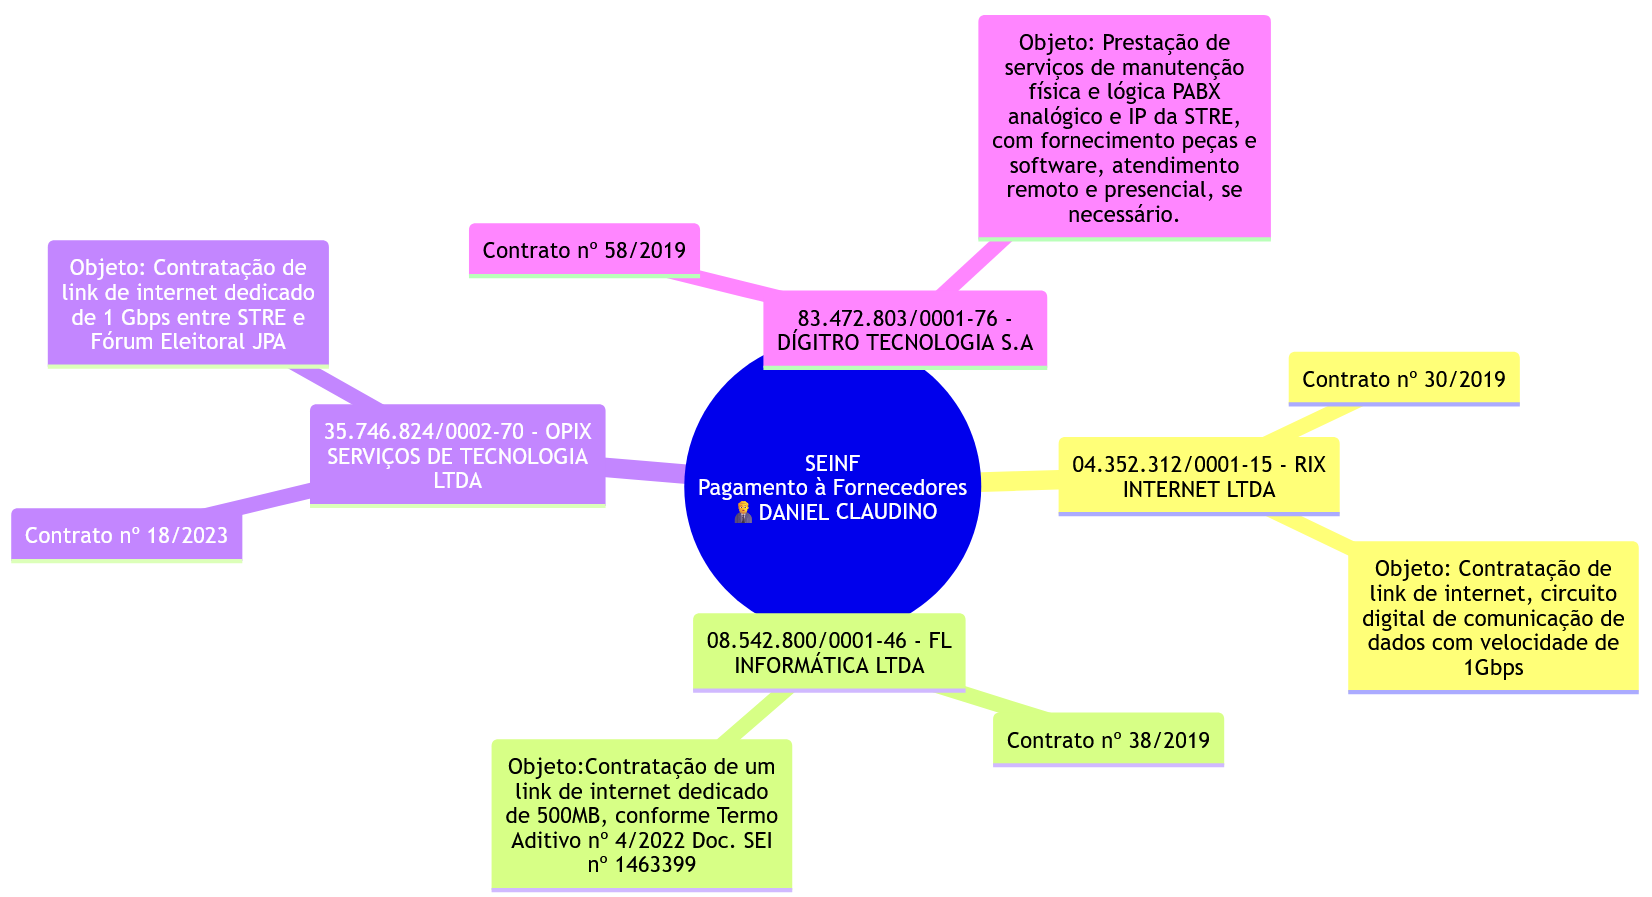 Objeto: Prestação de
serviços de manutenção
física e lógica PABX
analógico e IP da STRE,
com fornecimento peças e
software, atendimento
remoto e presencial, se
necessário.
Contrato nº 58/2019
83.472.803/0001-76 -
DÍGITRO TECNOLOGIA S.A
Objeto: Contratação de
link de internet dedicado
de 1 Gbps entre STRE e
Fórum Eleitoral JPA
35.746.824/0002-70 - OPIX
SERVIÇOS DE TECNOLOGIA
LTDA
Contrato nº 18/2023
SEINF
Pagamento à Fornecedores
DANIEL CLAUDINO
Contrato nº 30/2019
04.352.312/0001-15 - RIX
INTERNET LTDA
Objeto: Contratação de
link de internet, circuito
digital de comunicação de
dados com velocidade de
1Gbps
08.542.800/0001-46 - FL
INFORMÁTICA LTDA
Contrato nº 38/2019
Objeto:Contratação de um
link de internet dedicado
de 500MB, conforme Termo
Aditivo nº 4/2022 Doc. SEI
nº 1463399